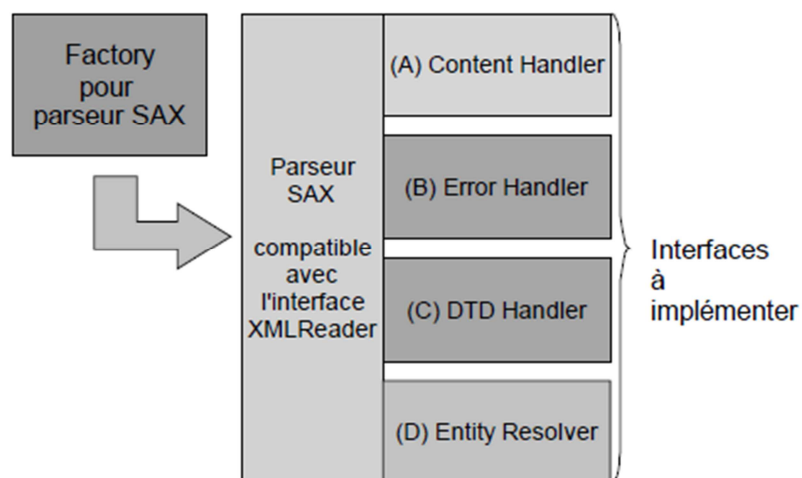 Factory
pour
parseur SAX
Parseur
SAX
compatible
avec
l'interface
XMLReader
(A) Content Handler
(B) Error Handler
(C) DTD Handler
(D) Entity Resolver
Interfaces
à
implémenter